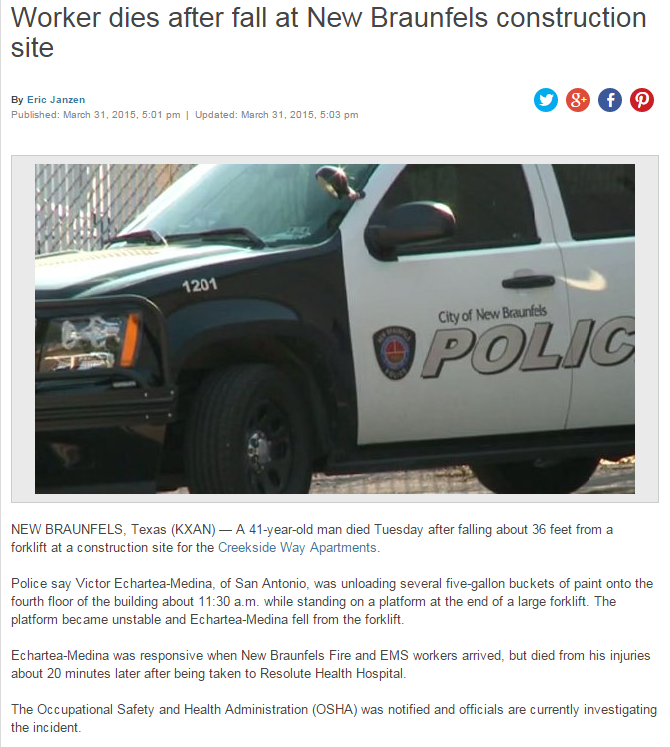 Worker dies after fall at New Braunfels construction
site
By Eric Janzen
Published: March 31, 2015, 5:01 pm | Updated: March 31, 2015, 5:03 pm
1201
City of New Braunfels
POLIC
NEW BRAUNFELS, Texas (KXAN) — A 41-year-old man died Tuesday after falling about 36 feet from a
forklift at a construction site for the Creekside Way Apartments.
Police say Victor Echartea-Medina, of San Antonio, was unloading several five-gallon buckets of paint onto the
fourth floor of the building about 11:30 a.m. while standing on a platform at the end of a large forklift. The
platform became unstable and Echartea-Medina fell from the forklift.
Echartea-Medina was responsive when New Braunfels Fire and EMS workers arrived, but died from his injuries
about 20 minutes later after being taken to Resolute Health Hospital.
The Occupational Safety and Health Administration (OSHA) was notified and officials are currently investigating
the incident.